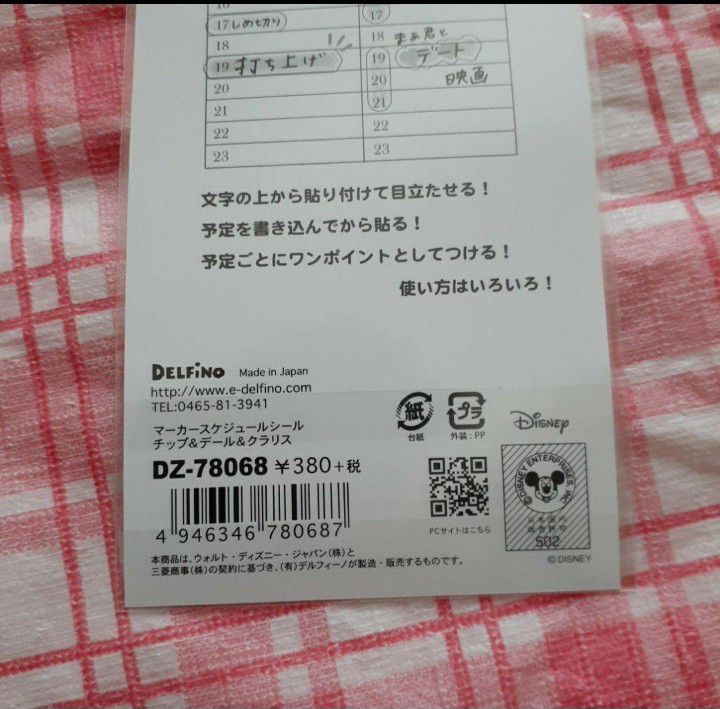 16
17 しめ切り
18
19 打ち上げ
20
21
22
23
17
18 まぁ君と
19 デート
20 映画
21
22
23
文字の上から貼り付けて目立たせる！
予定を書き込んでから貼る！
予定ごとにワンポイントとしてつける！
使い方はいろいろ！
DELFiNO Made in Japan
http://www.e-delfino.com
TEL:0465-81-3941
マーカースケジュールシール
チップ&デール&クラリス
DZ-78068 ¥380+税
4 946346 780687
本商品は、ウォルト・ディズニー・ジャパン(株)と
三菱商事(株)の契約に基づき、(有)デルフィーノが製造・販売するものです。
紙
台紙
プラ
外装：PP
PCサイトはこちら
Disney
©DISNEY ENTERPRISES, INC
日本国内
S02
©DISNEY